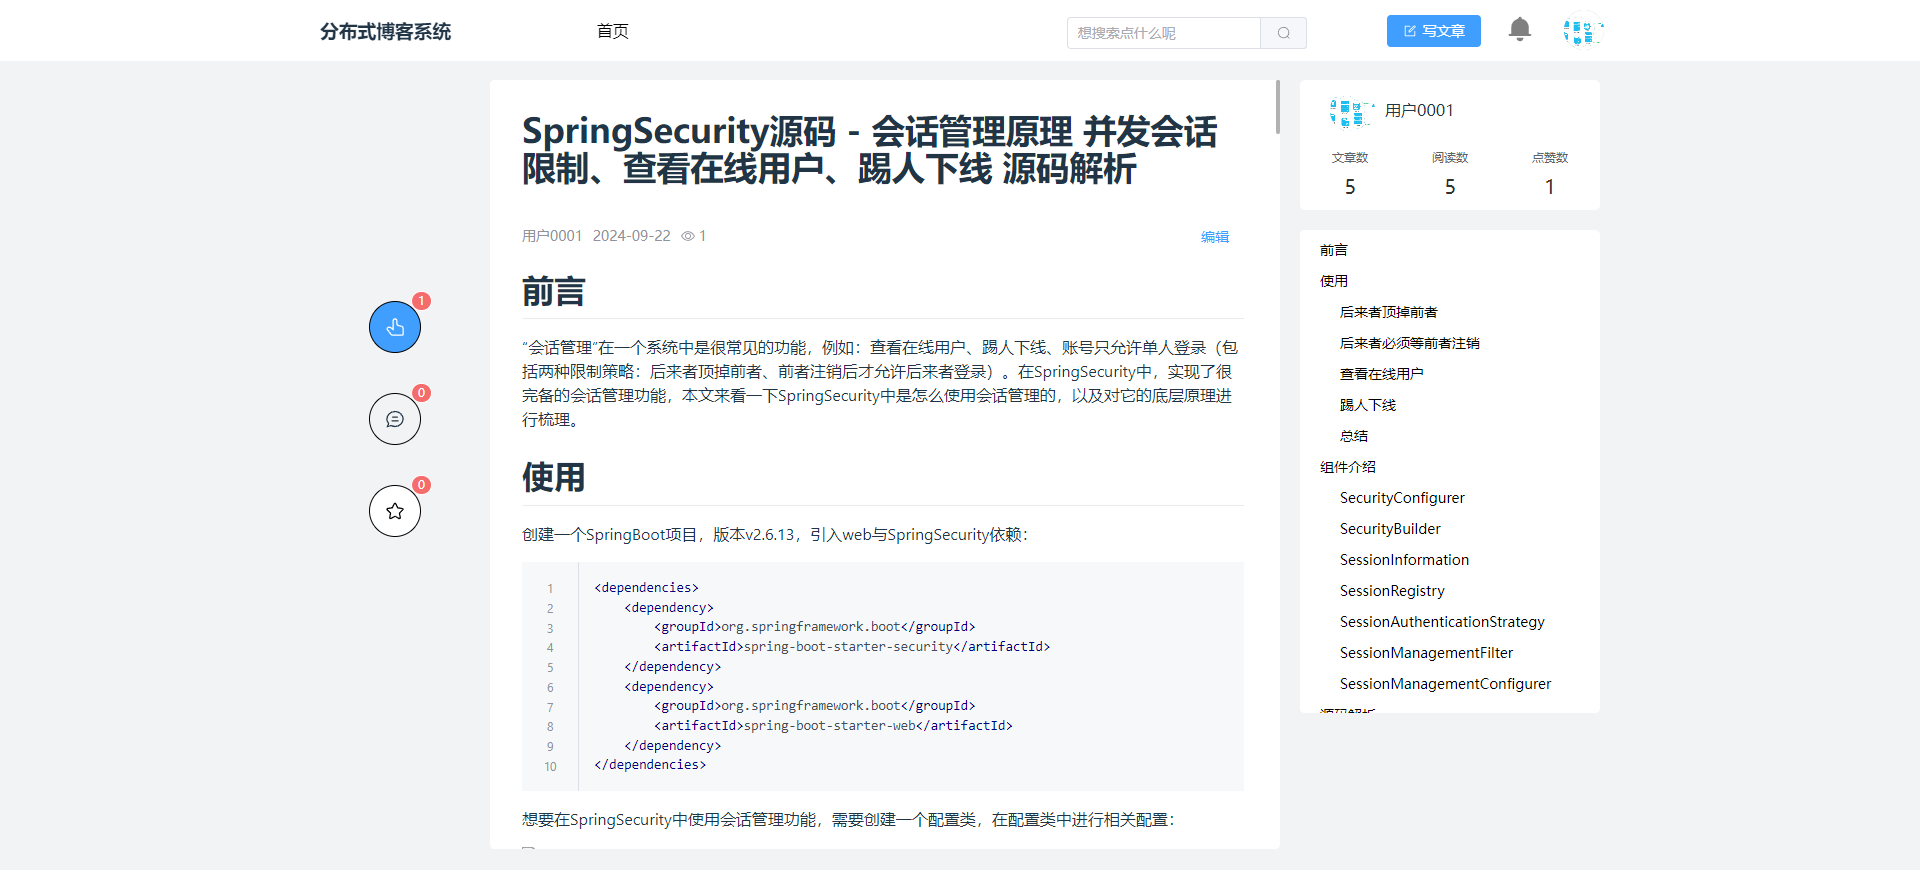 分布式博客系统
首页
想搜索点什么呢
写文章
SpringSecurity源码 - 会话管理原理 并发会话
限制、查看在线用户、踢人下线 源码解析
用户0001 2024-09-22 1
编辑
前言
“会话管理”在一个系统中是很常见的功能，例如：查看在线用户、踢人下线、账号只允许单人登录（包
括两种限制策略：后来者顶掉前者、前者注销后才允许后来者登录）。在SpringSecurity中，实现了很
完备的会话管理功能，本文来看一下SpringSecurity中是怎么使用会话管理的，以及对它的底层原理进
行梳理。
使用
创建一个SpringBoot项目，版本v2.6.13，引入web与SpringSecurity依赖：
1 <dependencies>
2     <dependency>
3         <groupId>org.springframework.boot</groupId>
4         <artifactId>spring-boot-starter-security</artifactId>
5     </dependency>
6     <dependency>
7         <groupId>org.springframework.boot</groupId>
8         <artifactId>spring-boot-starter-web</artifactId>
9     </dependency>
10 </dependencies>
想要在SpringSecurity中使用会话管理功能，需要创建一个配置类，在配置类中进行相关配置：
1
0
0
用户0001
文章数 阅读数 点赞数
5 5 1
前言
使用
后来者顶掉前者
后来者必须等前者注销
查看在线用户
踢人下线
总结
组件介绍
SecurityConfigurer
SecurityBuilder
SessionInformation
SessionRegistry
SessionAuthenticationStrategy
SessionManagementFilter
SessionManagementConfigurer
源码解析